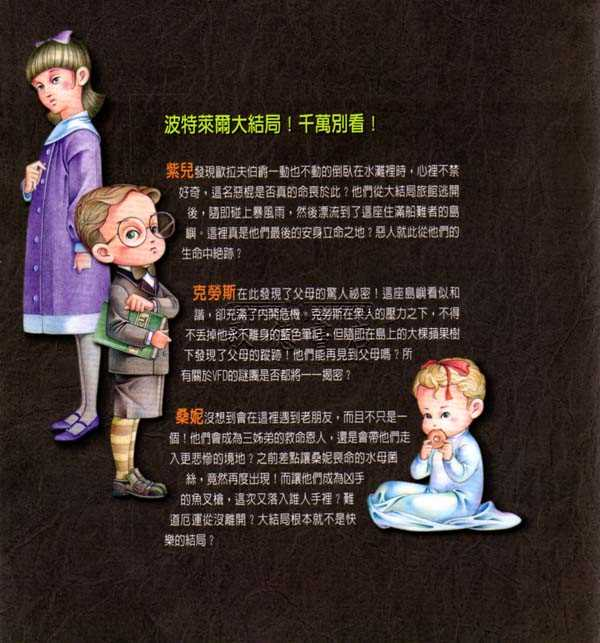 波特萊爾大結局！千萬別看！
紫兒發現歐拉夫伯爵一動也不動的倒臥在水灘裡時，心裡不禁
好奇，這名惡棍是否真的命喪於此？他們從大結局旅館逃開
後，隨即碰上暴風雨，然後漂流到了這座住滿船難者的島
嶼。這裡真是他們最後的安身立命之地？惡人就此從他們的
生命中絕跡？
克勞斯在此發現了父母的驚人祕密！這座島嶼看似和
諧，卻充滿了內鬨危機。克勞斯在眾人的壓力之下，不得
不丟掉他永不離身的藍色筆記，但隨即在島上的大棵蘋果樹
下發現了父母的蹤跡！他們能再見到父母嗎？所
有關於VFD的謎團是否都將一一揭密？
桑妮沒想到會在這裡遇到老朋友，而且不只是一
個！他們會成為三姊弟的救命恩人，還是會帶他們走
入更悲慘的境地？之前差點讓桑妮喪命的水母菌
絲，竟然再度出現！而讓他們成為凶手
的魚叉槍，這次又落入誰人手裡？難
道厄運從沒離開？大結局根本就不是快
樂的結局？